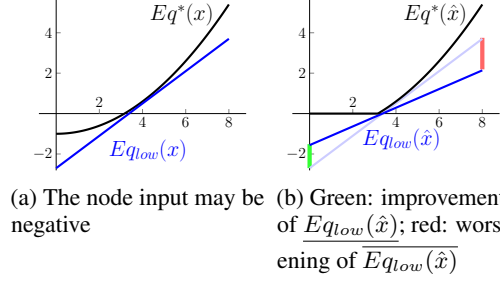 Eq*(x)
4
2
2 4 6 8
−2
Eq_low(x)
Eq*(x̂)
4
2
2 4 6 8
−2
Eq_low(x̂)
(a) The node input may be
negative
(b) Green: improvement
of Eq_low(x̂); red: wors
ening of Eq_low(x̂)